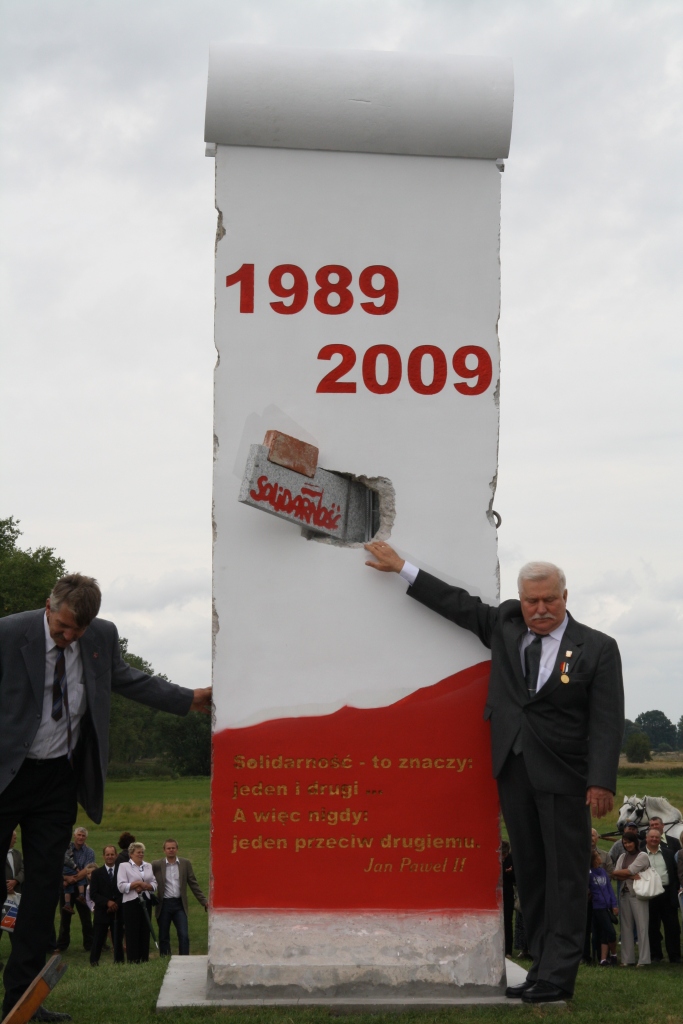 1989
2009
SOLIDARNOŚĆ
Solidarność - to znaczy:
jeden i drugi ...
A więc nigdy:
jeden przeciw drugiemu.
Jan Paweł II